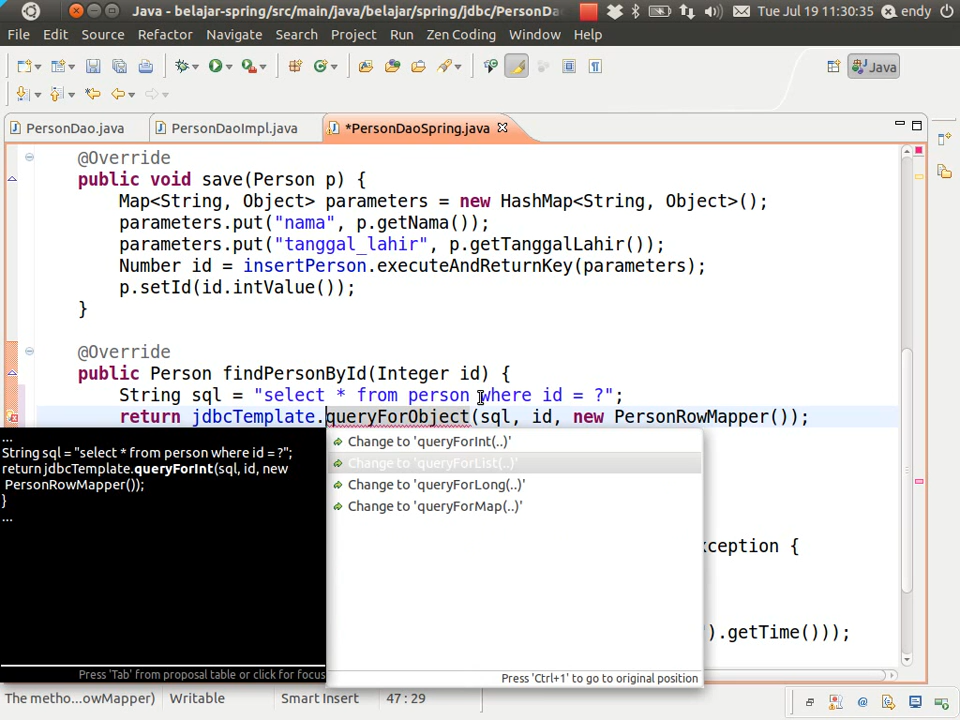 Java - belajar-spring/src/main/java/belajar/spring/jdbc/PersonDa
Tue Jul 19 11:30:35
endy
File Edit Source Refactor Navigate Search Project Run Zen Coding Window Help
Java
PersonDao.java
PersonDaoImpl.java
*PersonDaoSpring.java
@Override
public void save(Person p) {
Map<String, Object> parameters = new HashMap<String, Object>();
parameters.put("nama", p.getNama());
parameters.put("tanggal_lahir", p.getTanggalLahir());
Number id = insertPerson.executeAndReturnKey(parameters);
p.setId(id.intValue());
}
@Override
public Person findPersonById(Integer id) {
String sql = "select * from person where id = ?";
return jdbcTemplate.queryForObject(sql, id, new PersonRowMapper());
...
String sql = "select * from person where id = ?";
return jdbcTemplate.queryForInt(sql, id, new
PersonRowMapper());
}
...
Press 'Tab' from proposal table or click for focus
Change to 'queryForInt(..)'
Change to 'queryForList(..)'
Change to 'queryForLong(..)'
Change to 'queryForMap(..)'
Press 'Ctrl+1' to go to original position
ception {
).getTime()));
The metho...owMapper)
Writable
Smart Insert
47 : 29